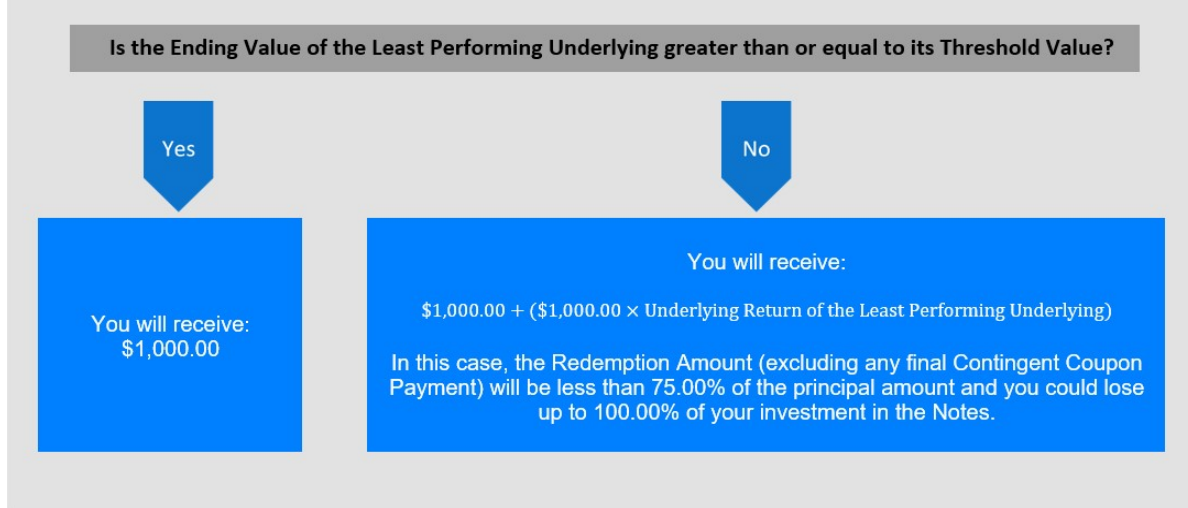 Is the Ending Value of the Least Performing Underlying greater than or equal to its Threshold Value?
Yes
No
You will receive:
$1,000.00
You will receive:
$1,000.00 + ($1,000.00 × Underlying Return of the Least Performing Underlying)
In this case, the Redemption Amount (excluding any final Contingent Coupon
Payment) will be less than 75.00% of the principal amount and you could lose
up to 100.00% of your investment in the Notes.